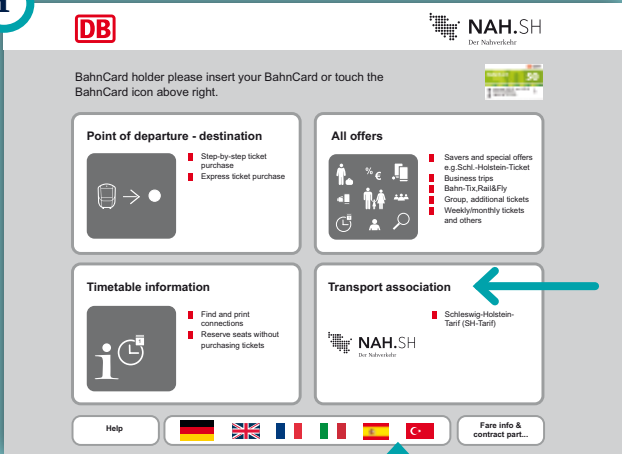 DB
NAH.SH
Der Nahverkehr
BahnCard holder please insert your BahnCard or touch the
BahnCard icon above right.
50
Point of departure - destination
Step-by-step ticket
purchase
Express ticket purchase
All offers
% €
Savers and special offers
e.g.Schl.-Holstein-Ticket
Business trips
Bahn-Tix,Rail&Fly
Group, additional tickets
Weekly/monthly tickets
and others
Timetable information
i
Find and print
connections
Reserve seats without
purchasing tickets
Transport association
Schleswig-Holstein-
Tarif (SH-Tarif)
NAH.SH
Der Nahverkehr
Help
Fare info &
contract part...